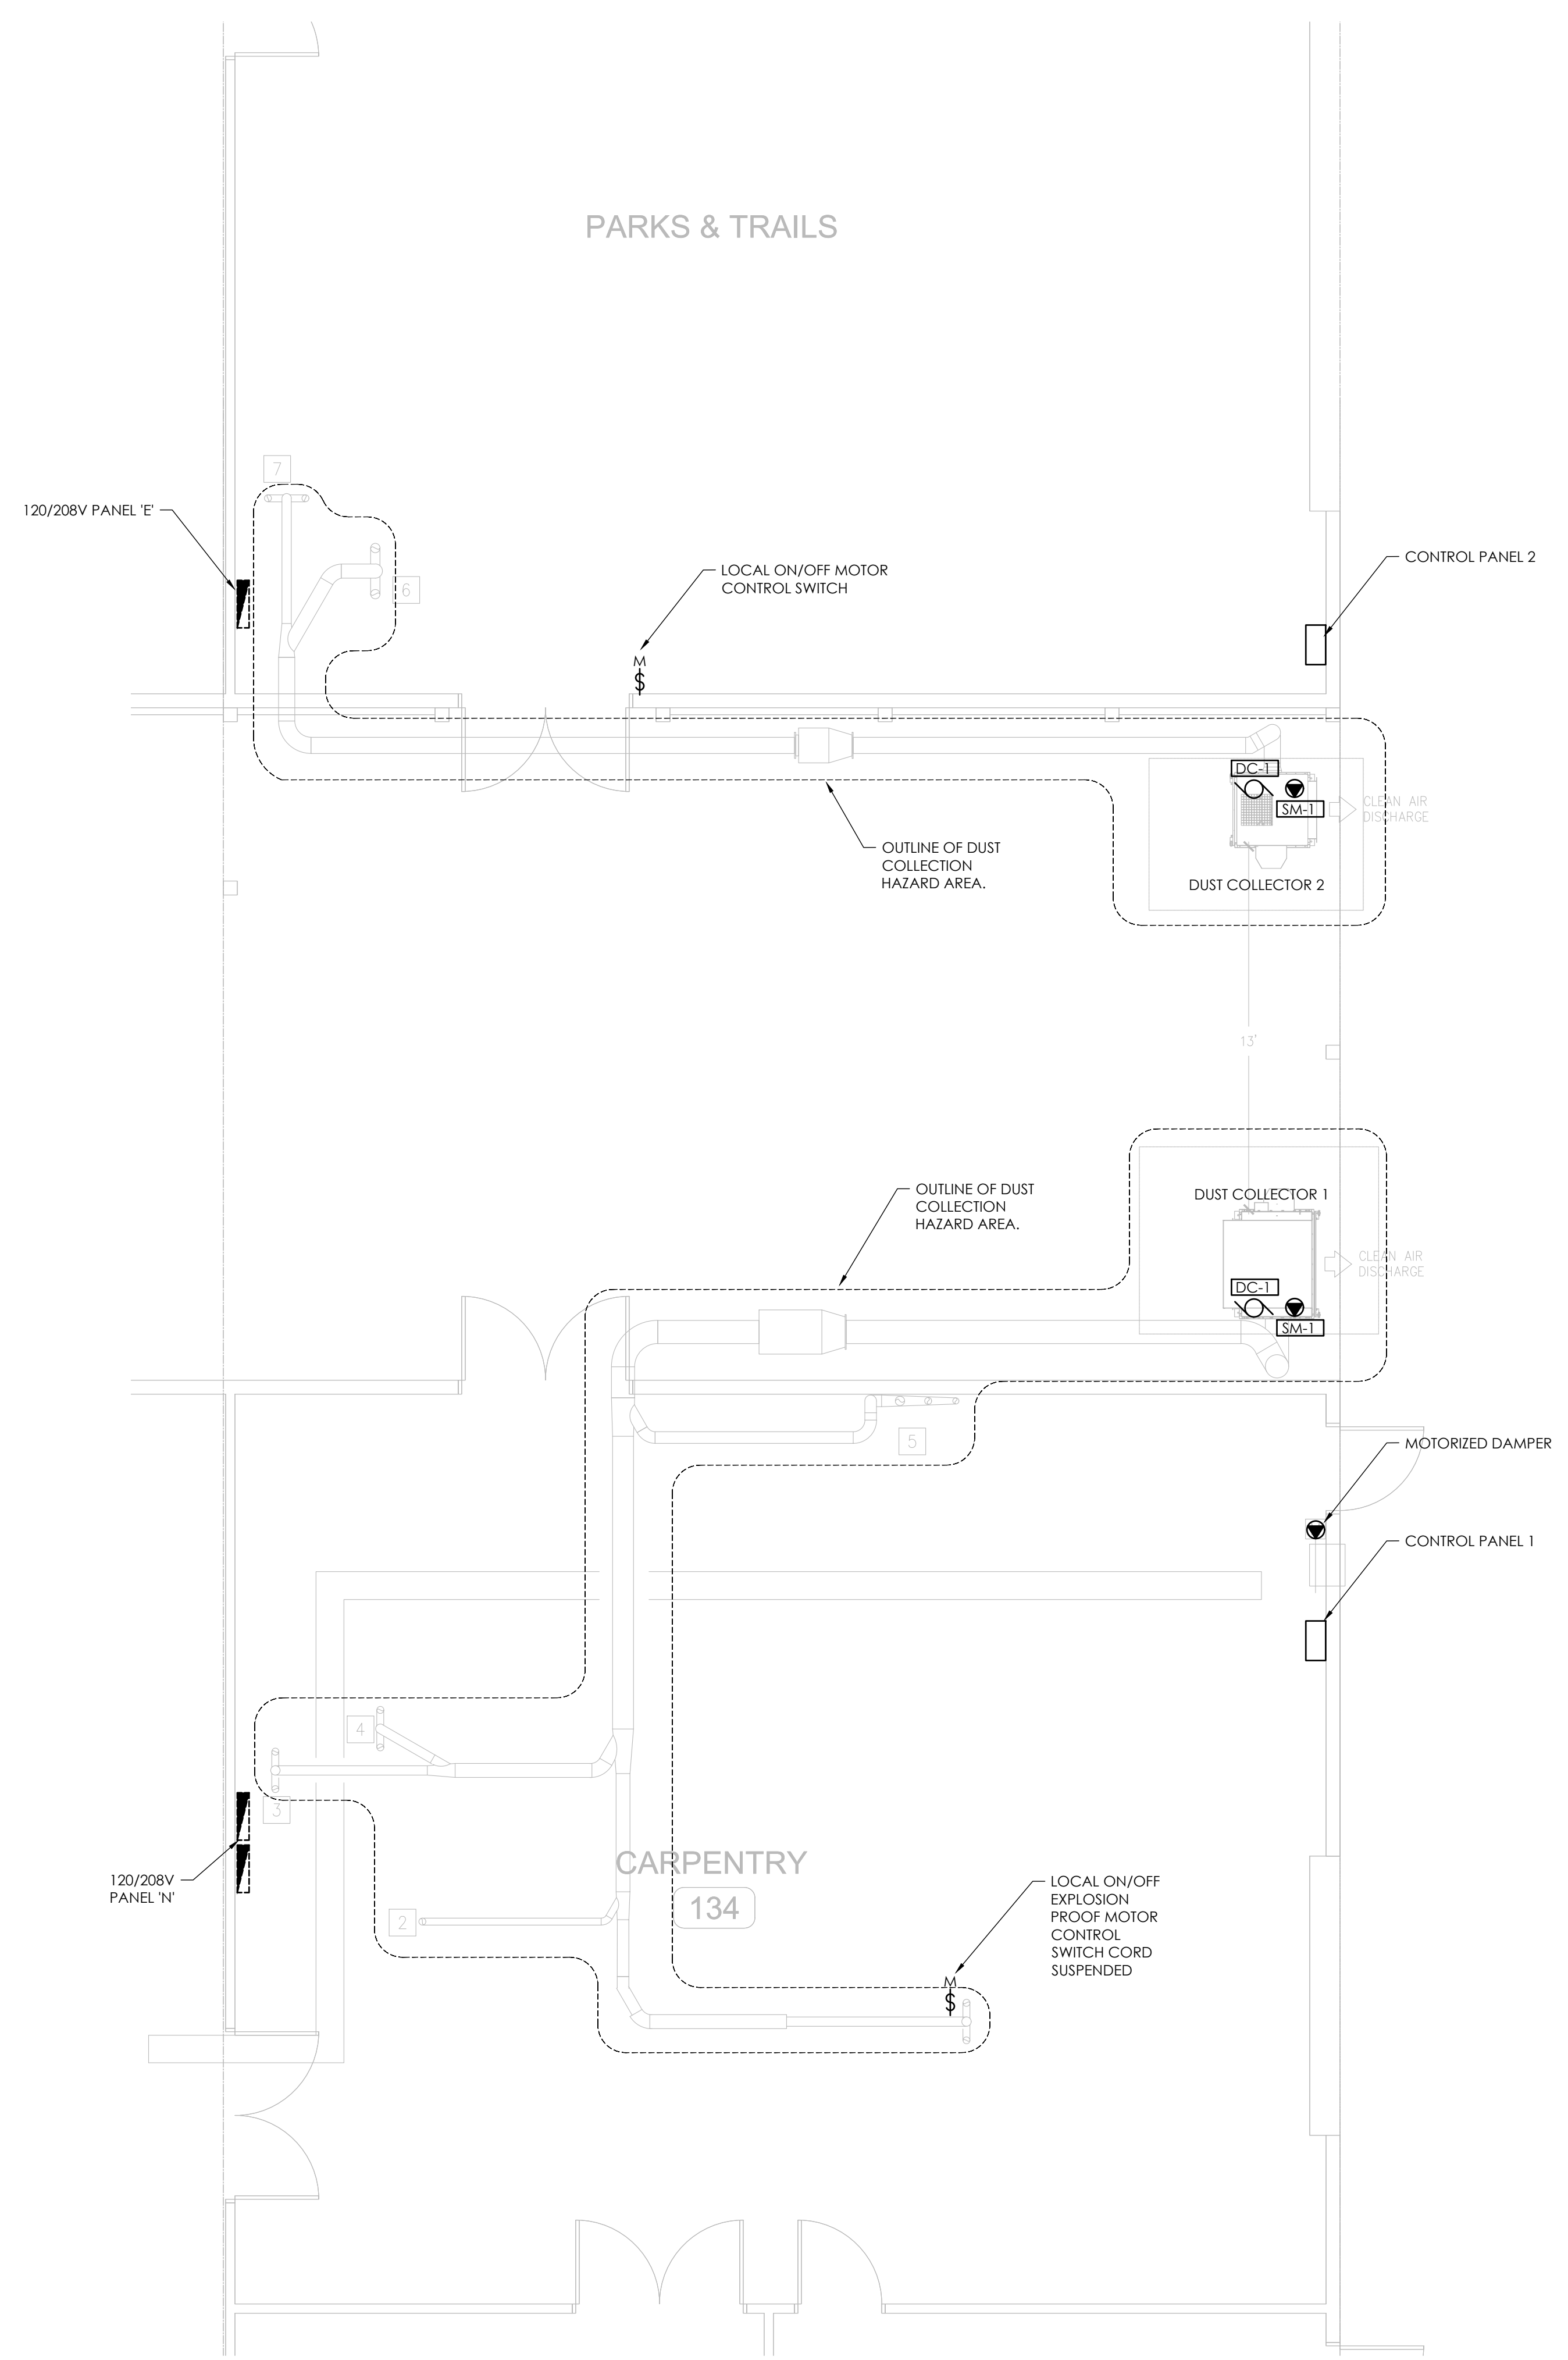 PARKS & TRAILS
7
120/208V PANEL 'E'
6
LOCAL ON/OFF MOTOR
CONTROL SWITCH
CONTROL PANEL 2
M
$
DC-1
SM-1
CLEAN AIR
DISCHARGE
OUTLINE OF DUST
COLLECTION
HAZARD AREA.
DUST COLLECTOR 2
13'
OUTLINE OF DUST
COLLECTION
HAZARD AREA.
DUST COLLECTOR 1
CLEAN AIR
DISCHARGE
DC-1
SM-1
5
MOTORIZED DAMPER
CONTROL PANEL 1
4
3
CARPENTRY
134
120/208V
PANEL 'N'
2
LOCAL ON/OFF
EXPLOSION
PROOF MOTOR
CONTROL
SWITCH CORD
SUSPENDED
M
$